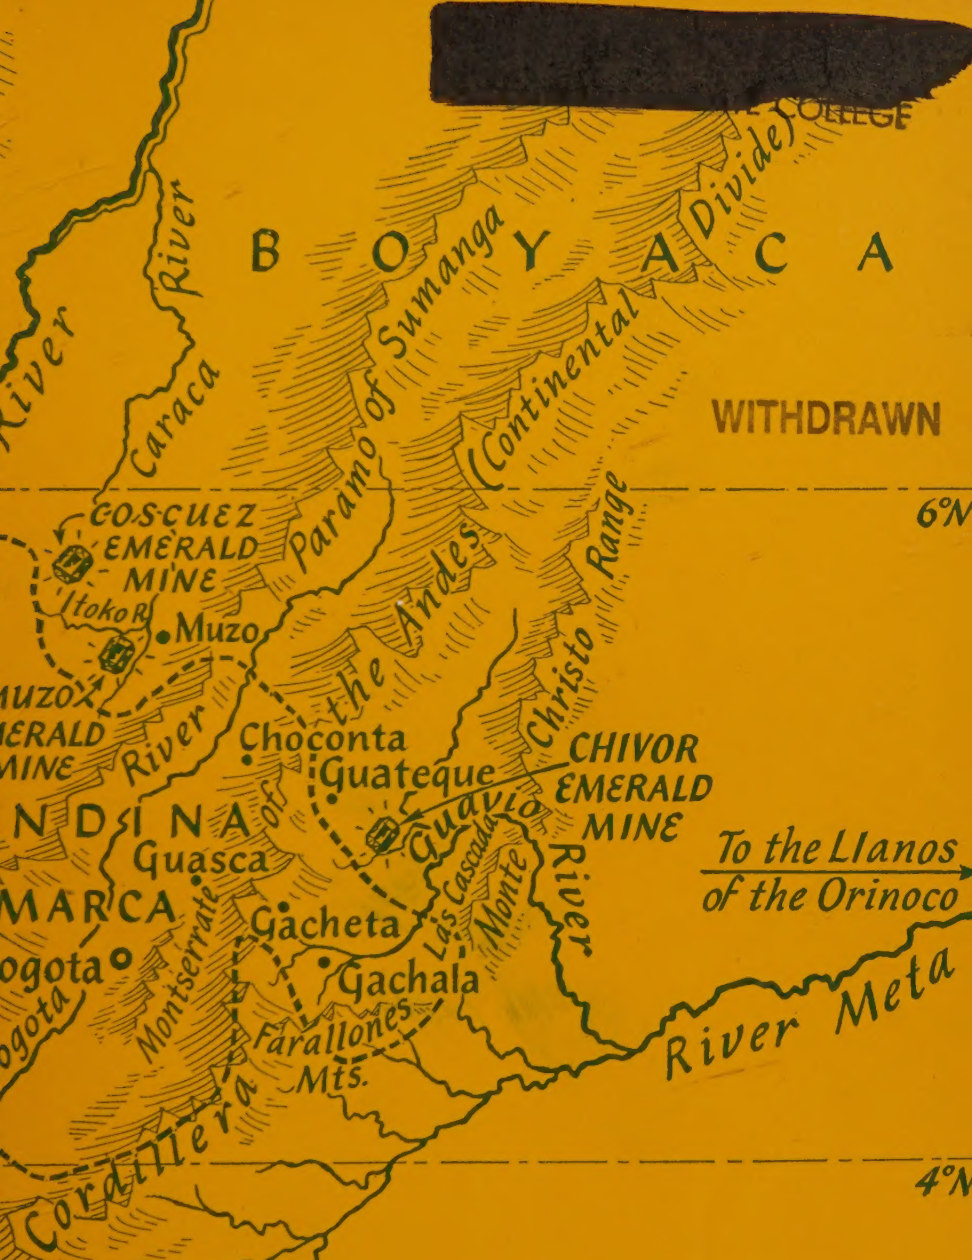 COLLEGE
(Continental Divide)
BOYACA
River
Caraca River
Paramo of Sumanga
WITHDRAWN
6°N
COSCUEZ
EMERALD
MINE
Itoko R
Muzo
MUZO
MERALD
MINE
River
Cordillera of the Andes
Monte Christo Range
Choconta
Guateque
CHIVOR
EMERALD
MINE
Guavio River
NDINA
MARCA
Guasca
To the Llanos
of the Orinoco
Gacheta
Las Cascadas
ogota
ogota
Montserrate
Gachala
Farallones
Mts.
River Meta
4°N